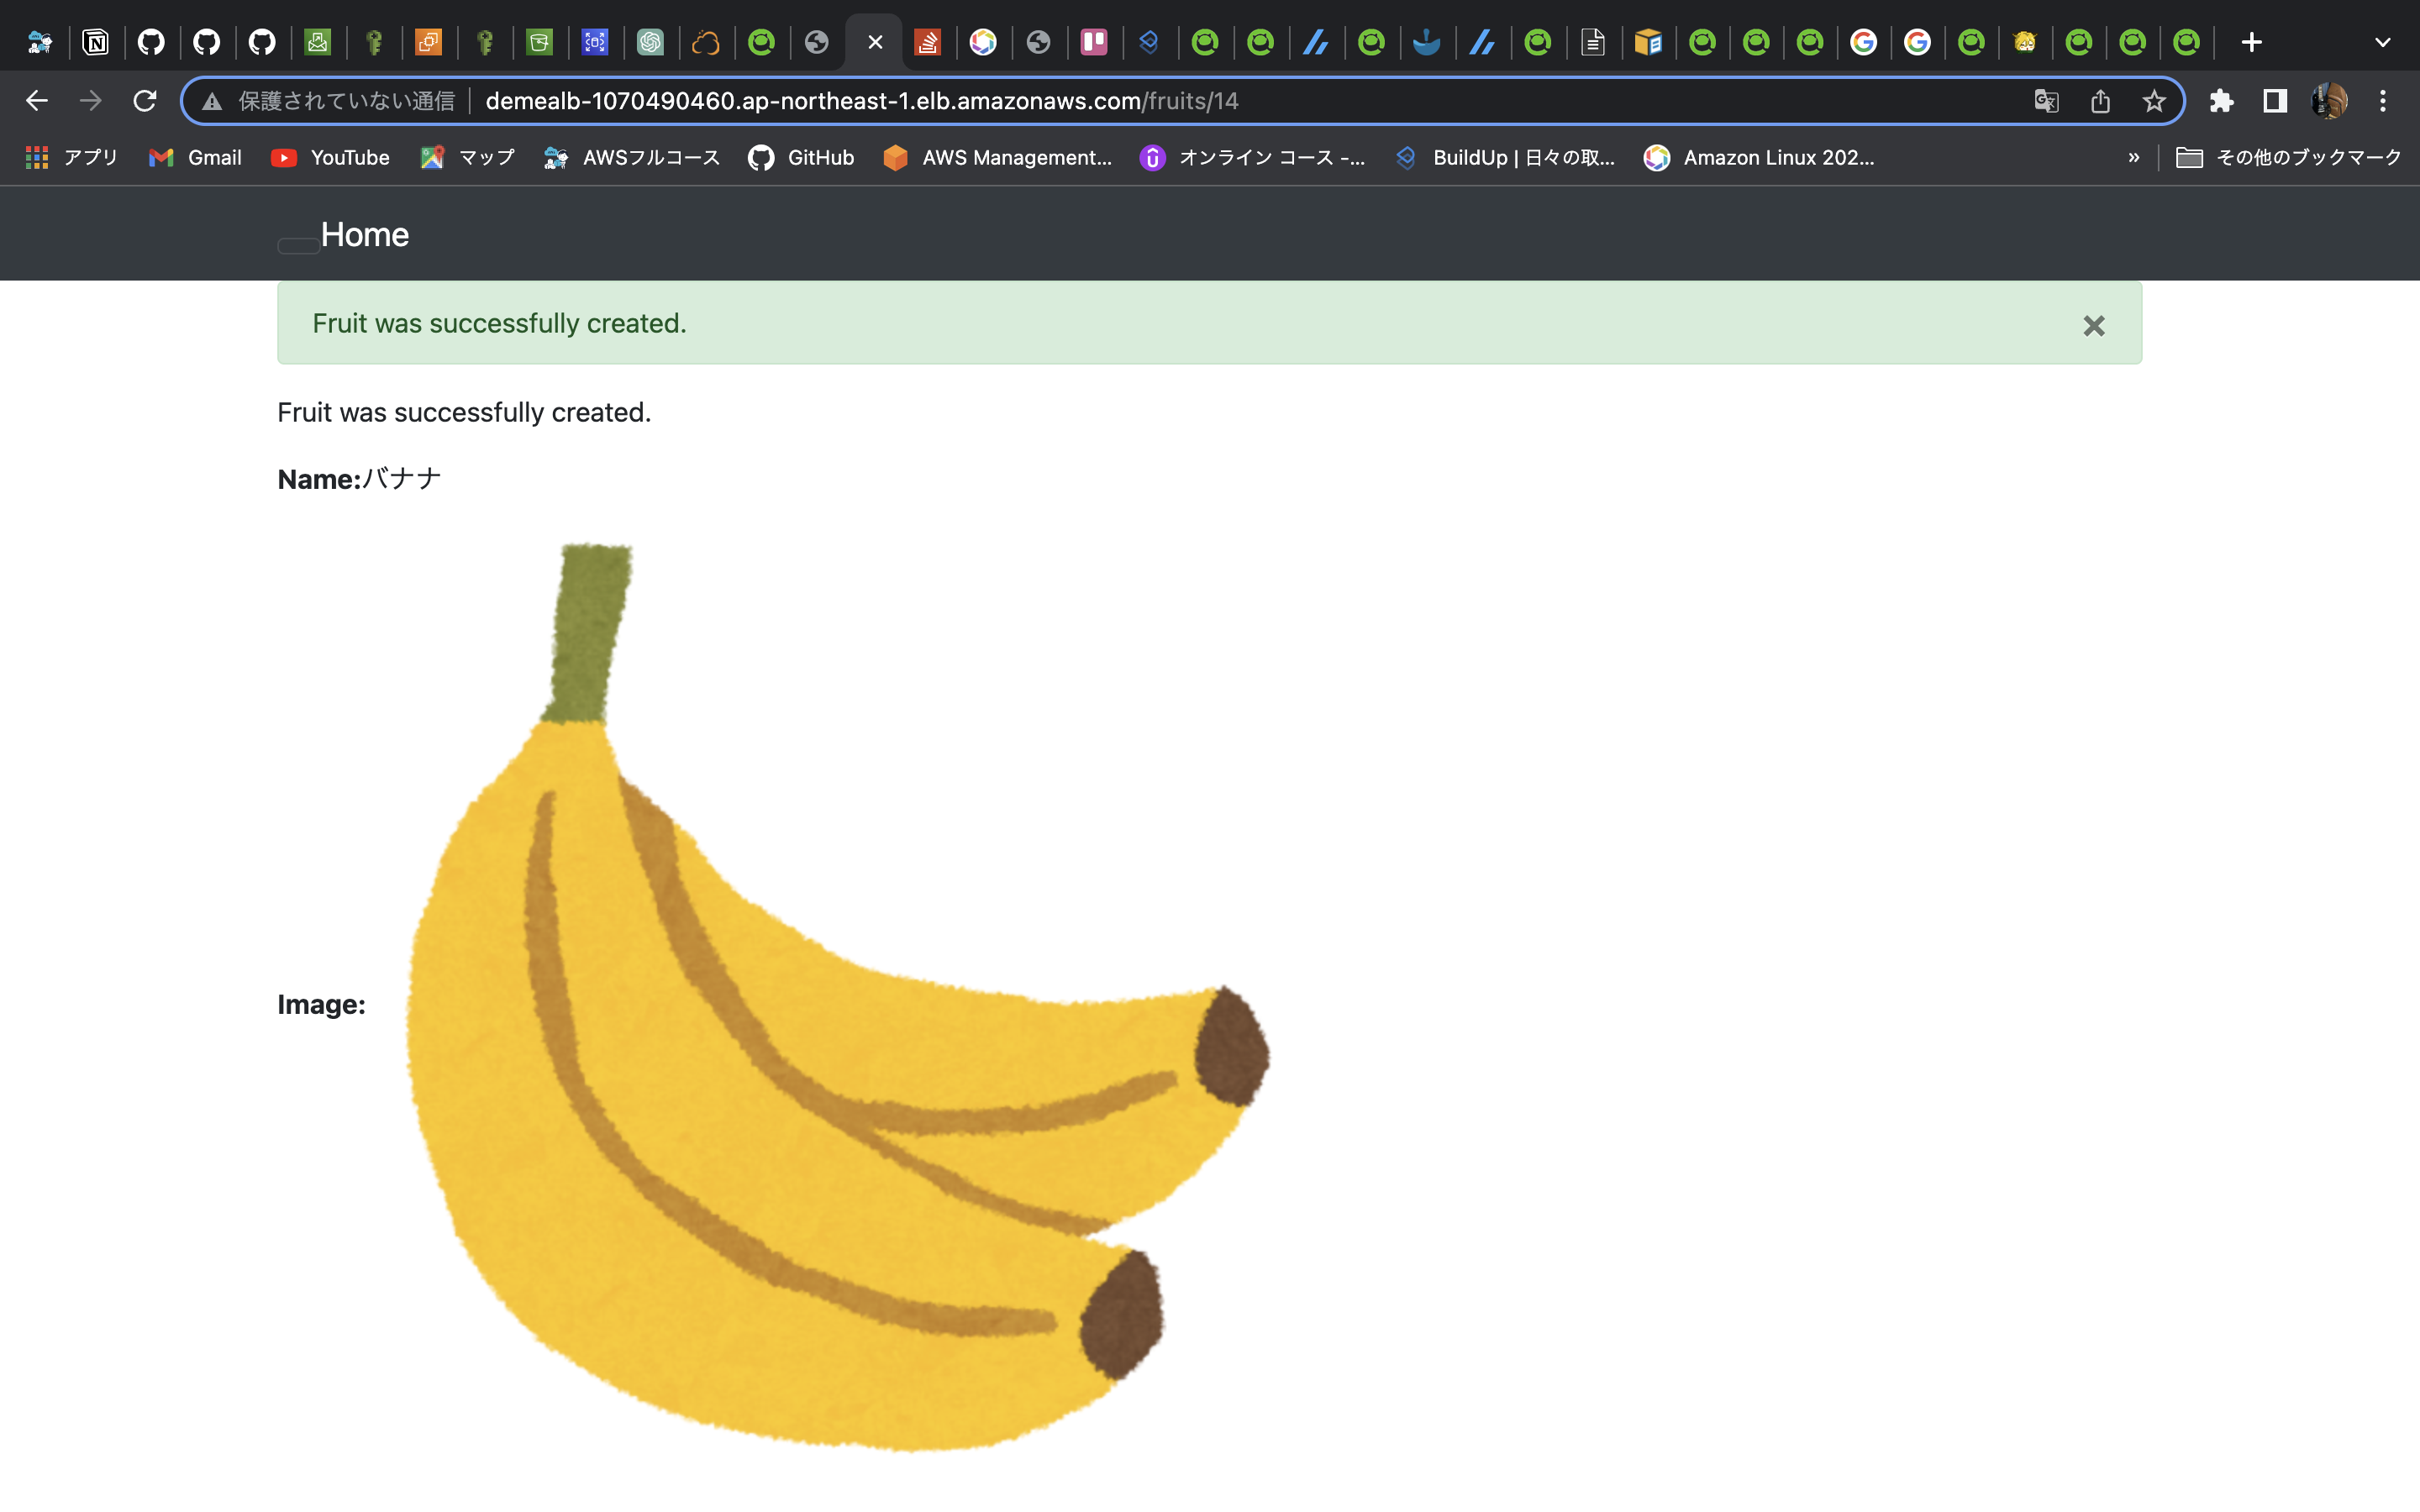 保護されていない通信 demealb-1070490460.ap-northeast-1.elb.amazonaws.com/fruits/14
アプリ Gmail YouTube マップ AWSフルコース GitHub AWS Management... オンライン コース -... BuildUp | 日々の取... Amazon Linux 202... » その他のブックマーク
Home
Fruit was successfully created.
Fruit was successfully created.
Name:バナナ
Image: